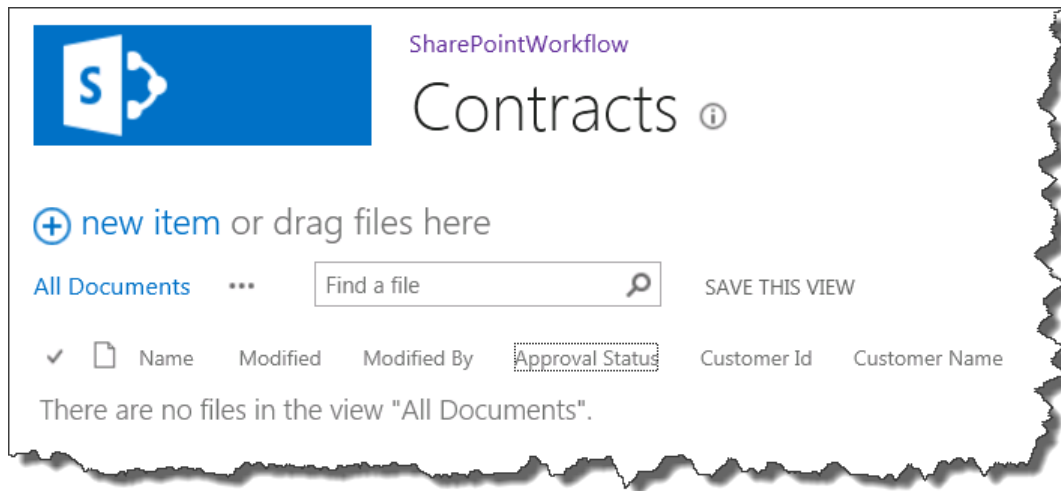 S
SharePointWorkflow
Contracts
new item or drag files here
All Documents ••• Find a file SAVE THIS VIEW
Name Modified Modified By Approval Status Customer Id Customer Name
There are no files in the view "All Documents".